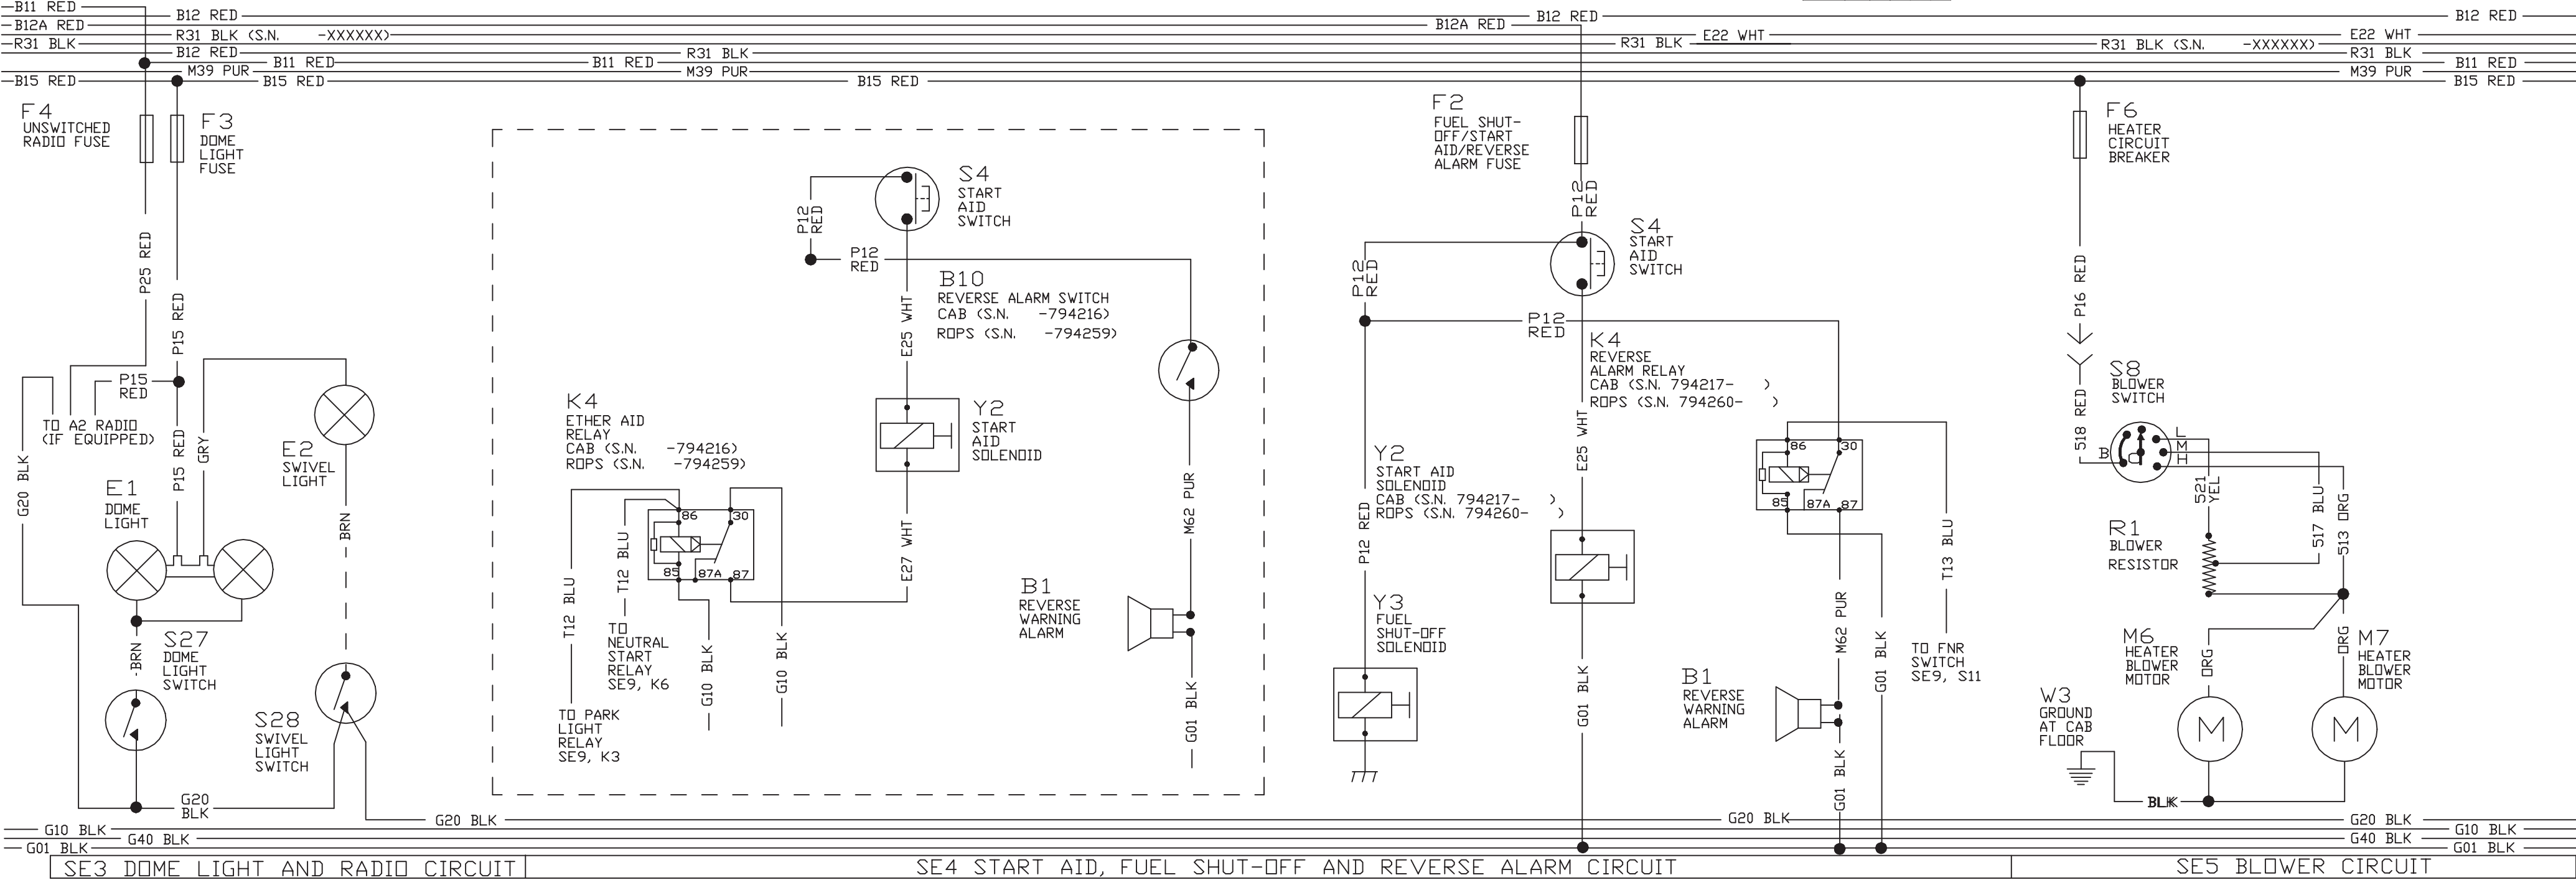 B11 RED
B12A RED
R31 BLK
B15 RED
B12 RED
R31 BLK (S.N. -XXXXXX)
B12 RED
M39 PUR
B11 RED
B15 RED
R31 BLK
B11 RED
M39 PUR
B15 RED
B12A RED
B12 RED
R31 BLK
E22 WHT
R31 BLK (S.N. -XXXXXX)
B12 RED
E22 WHT
R31 BLK
B11 RED
M39 PUR
B15 RED
F4
UNSWITCHED
RADIO FUSE
F3
DOME
LIGHT
FUSE
P25 RED
P15 RED
P15
RED
TO A2 RADIO
(IF EQUIPPED)
G20 BLK
P15 RED
GRY
E2
SWIVEL
LIGHT
E1
DOME
LIGHT
BRN
BRN
S27
DOME
LIGHT
SWITCH
S28
SWIVEL
LIGHT
SWITCH
G20
BLK
S4
START
AID
SWITCH
P12
RED
P12
RED
E25 WHT
B10
REVERSE ALARM SWITCH
CAB (S.N. -794216)
ROPS (S.N. -794259)
K4
ETHER AID
RELAY
CAB (S.N. -794216)
ROPS (S.N. -794259)
Y2
START
AID
SOLENOID
86
30
85
87A
87
T12 BLU
T12 BLU
TO
NEUTRAL
START
RELAY
SE9, K6
TO PARK
LIGHT
RELAY
SE9, K3
G10 BLK
G10 BLK
E27 WHT
M62 PUR
B1
REVERSE
WARNING
ALARM
G01 BLK
F2
FUEL SHUT-
OFF/START
AID/REVERSE
ALARM FUSE
P12
RED
S4
START
AID
SWITCH
P12
RED
P12
RED
K4
REVERSE
ALARM RELAY
CAB (S.N. 794217- )
ROPS (S.N. 794260- )
E25 WHT
Y2
START AID
SOLENOID
CAB (S.N. 794217- )
ROPS (S.N. 794260- )
P12 RED
86
30
85
87A
87
Y3
FUEL
SHUT-OFF
SOLENOID
G01 BLK
M62 PUR
G01 BLK
T13 BLU
TO FNR
SWITCH
SE9, S11
B1
REVERSE
WARNING
ALARM
G01 BLK
F6
HEATER
CIRCUIT
BREAKER
P16 RED
518 RED
S8
BLOWER
SWITCH
B
L
M
H
521
YEL
517 BLU
513 ORG
R1
BLOWER
RESISTOR
M6
HEATER
BLOWER
MOTOR
ORG
ORG
M7
HEATER
BLOWER
MOTOR
W3
GROUND
AT CAB
FLOOR
M
M
BLK
G10 BLK
G40 BLK
G01 BLK
G20 BLK
G20 BLK
G20 BLK
G10 BLK
G40 BLK
G01 BLK
SE3 DOME LIGHT AND RADIO CIRCUIT
SE4 START AID, FUEL SHUT-OFF AND REVERSE ALARM CIRCUIT
SE5 BLOWER CIRCUIT